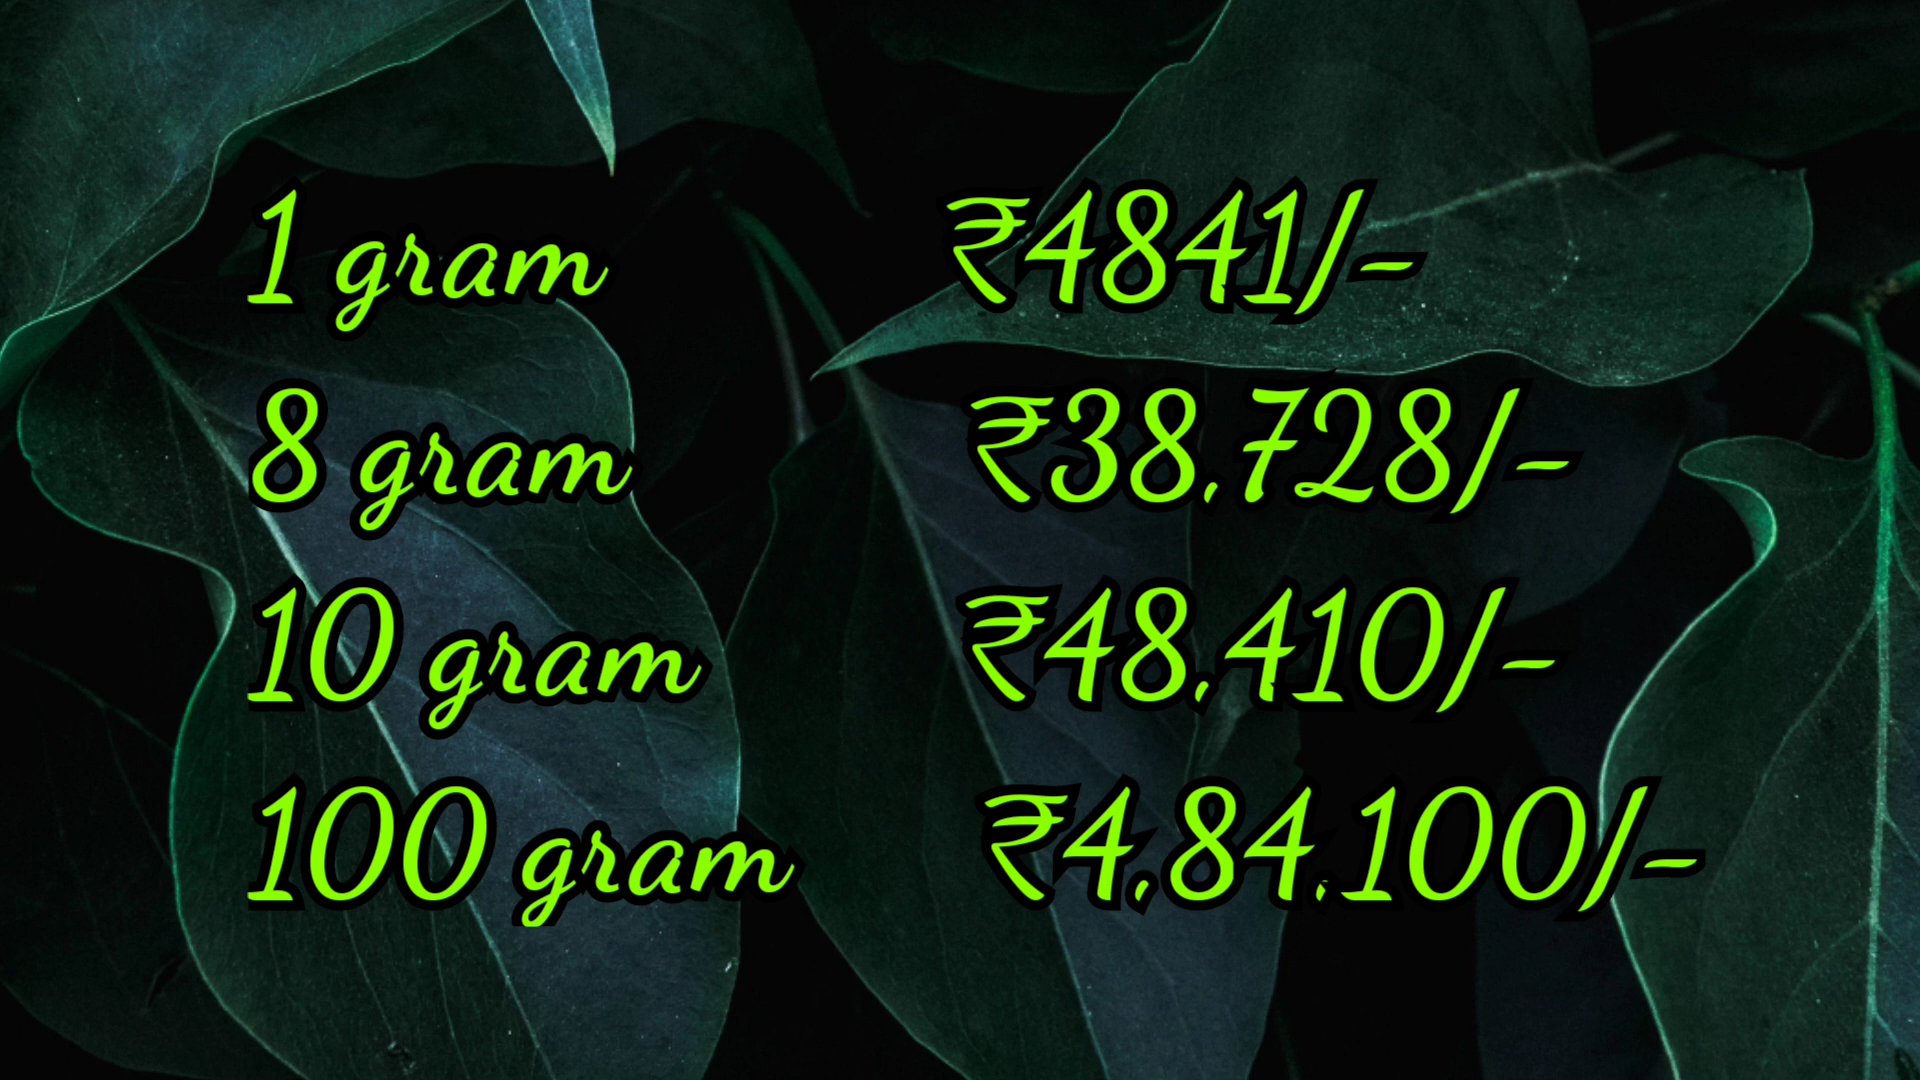 1 gram ₹4841/-
8 gram ₹38,728/-
10 gram ₹48,410/-
100 gram ₹4,84,100/-